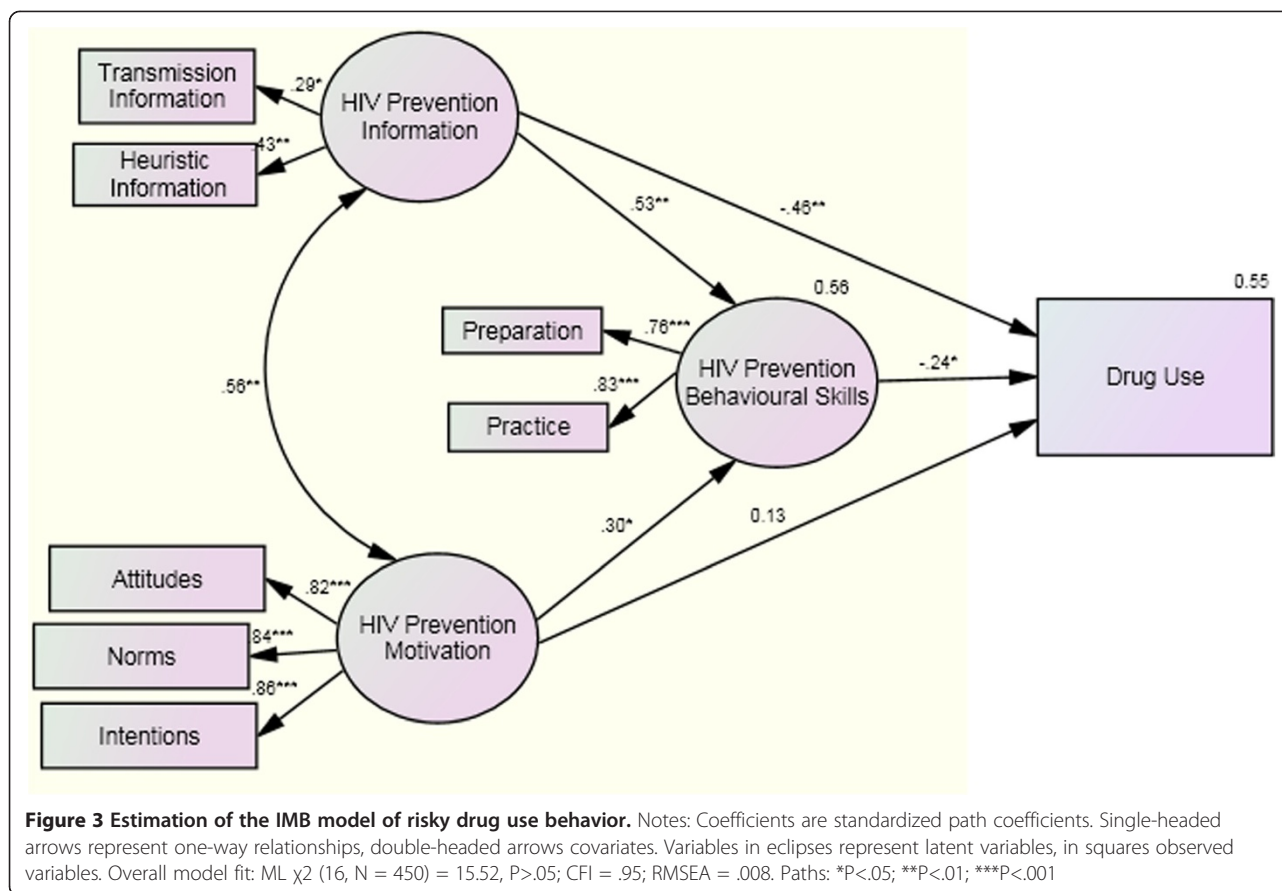 Transmission
Information
.29*
HIV Prevention
Information
Heuristic
Information
.43**
.53**
-.46**
0.56
0.55
Preparation
.76***
HIV Prevention
Behavioural Skills
-.24*
Drug Use
.83***
Practice
.56**
.30*
0.13
Attitudes
.82***
HIV Prevention
Motivation
Norms
.84***
.86***
Intentions
Figure 3 Estimation of the IMB model of risky drug use behavior. Notes: Coefficients are standardized path coefficients. Single-headed
arrows represent one-way relationships, double-headed arrows covariates. Variables in eclipses represent latent variables, in squares observed
variables. Overall model fit: ML χ2 (16, N = 450) = 15.52, P>.05; CFI = .95; RMSEA = .008. Paths: *P<.05; **P<.01; ***P<.001